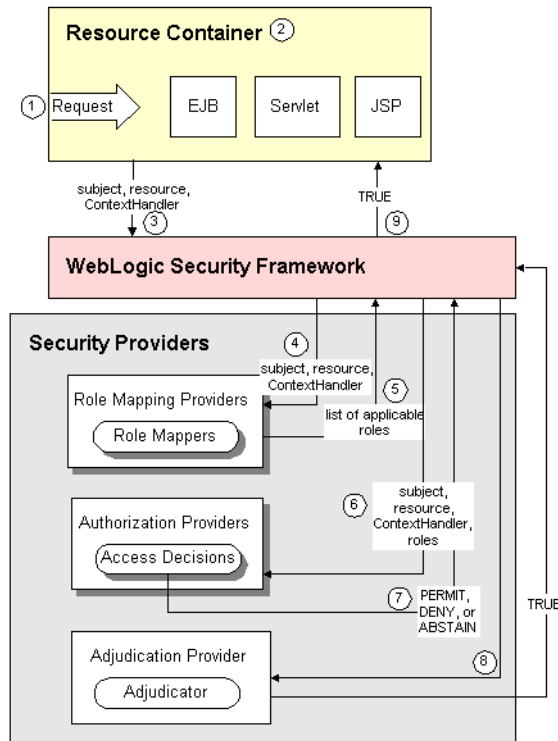 Resource Container 2
1 Request
EJB
Servlet
JSP
subject, resource,
ContextHandler
3
TRUE
9
WebLogic Security Framework
Security Providers
4
subject, resource,
ContextHandler
5
list of applicable
roles
Role Mapping Providers
Role Mappers
6
subject,
resource,
ContextHandler,
roles
Authorization Providers
Access Decisions
7
PERMIT,
DENY, or
ABSTAIN
TRUE
8
Adjudication Provider
Adjudicator